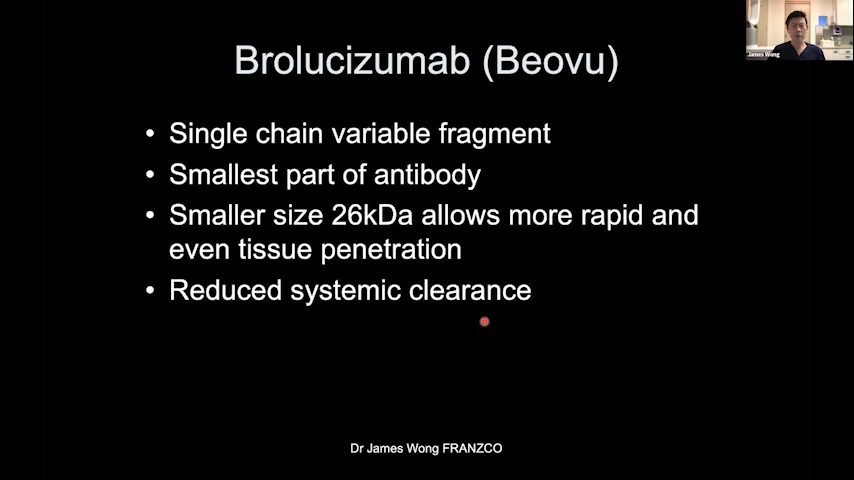 Brolucizumab (Beovu)
James Wong
• Single chain variable fragment
• Smallest part of antibody
• Smaller size 26kDa allows more rapid and
even tissue penetration
• Reduced systemic clearance
Dr James Wong FRANZCO